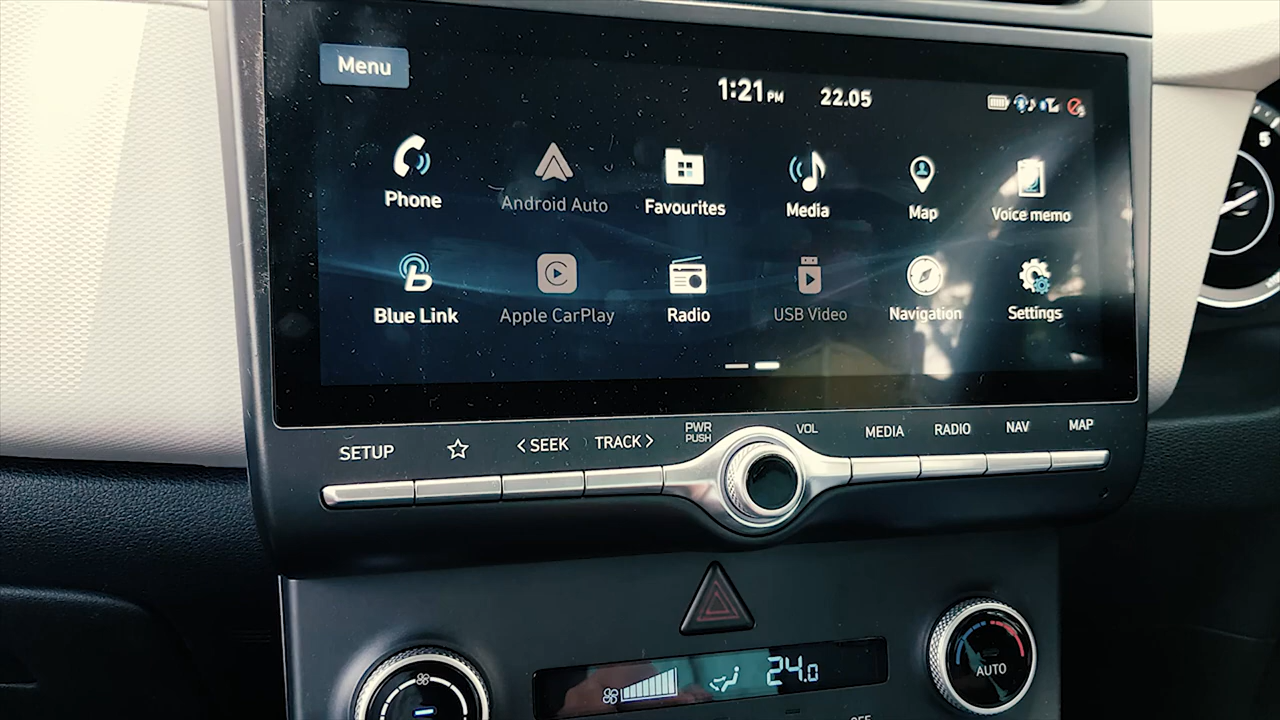 Menu
1:21 PM 22.05
Phone Android Auto Favourites Media Map Voice memo
Blue Link Apple CarPlay Radio USB Video Navigation Settings
SETUP < SEEK TRACK > PWR PUSH VOL MEDIA RADIO NAV MAP
24.0
AUTO
5